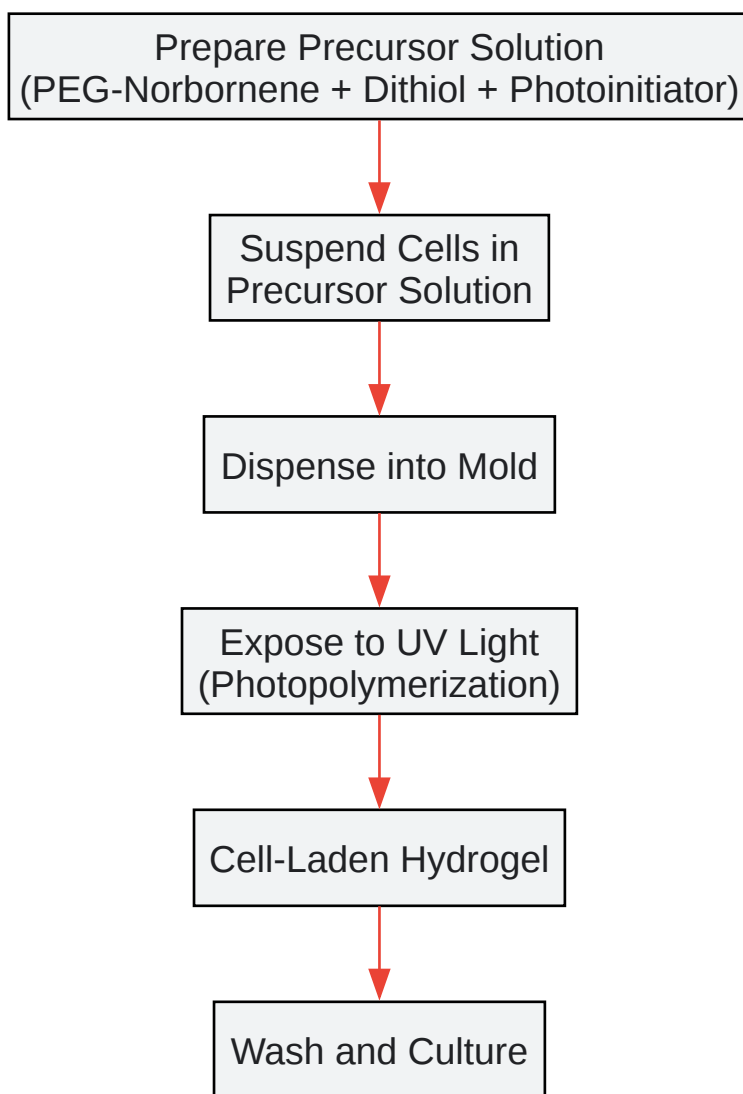 Prepare Precursor Solution
(PEG-Norbornene + Dithiol + Photoinitiator)
Suspend Cells in
Precursor Solution
Dispense into Mold
Expose to UV Light
(Photopolymerization)
Cell-Laden Hydrogel
Wash and Culture